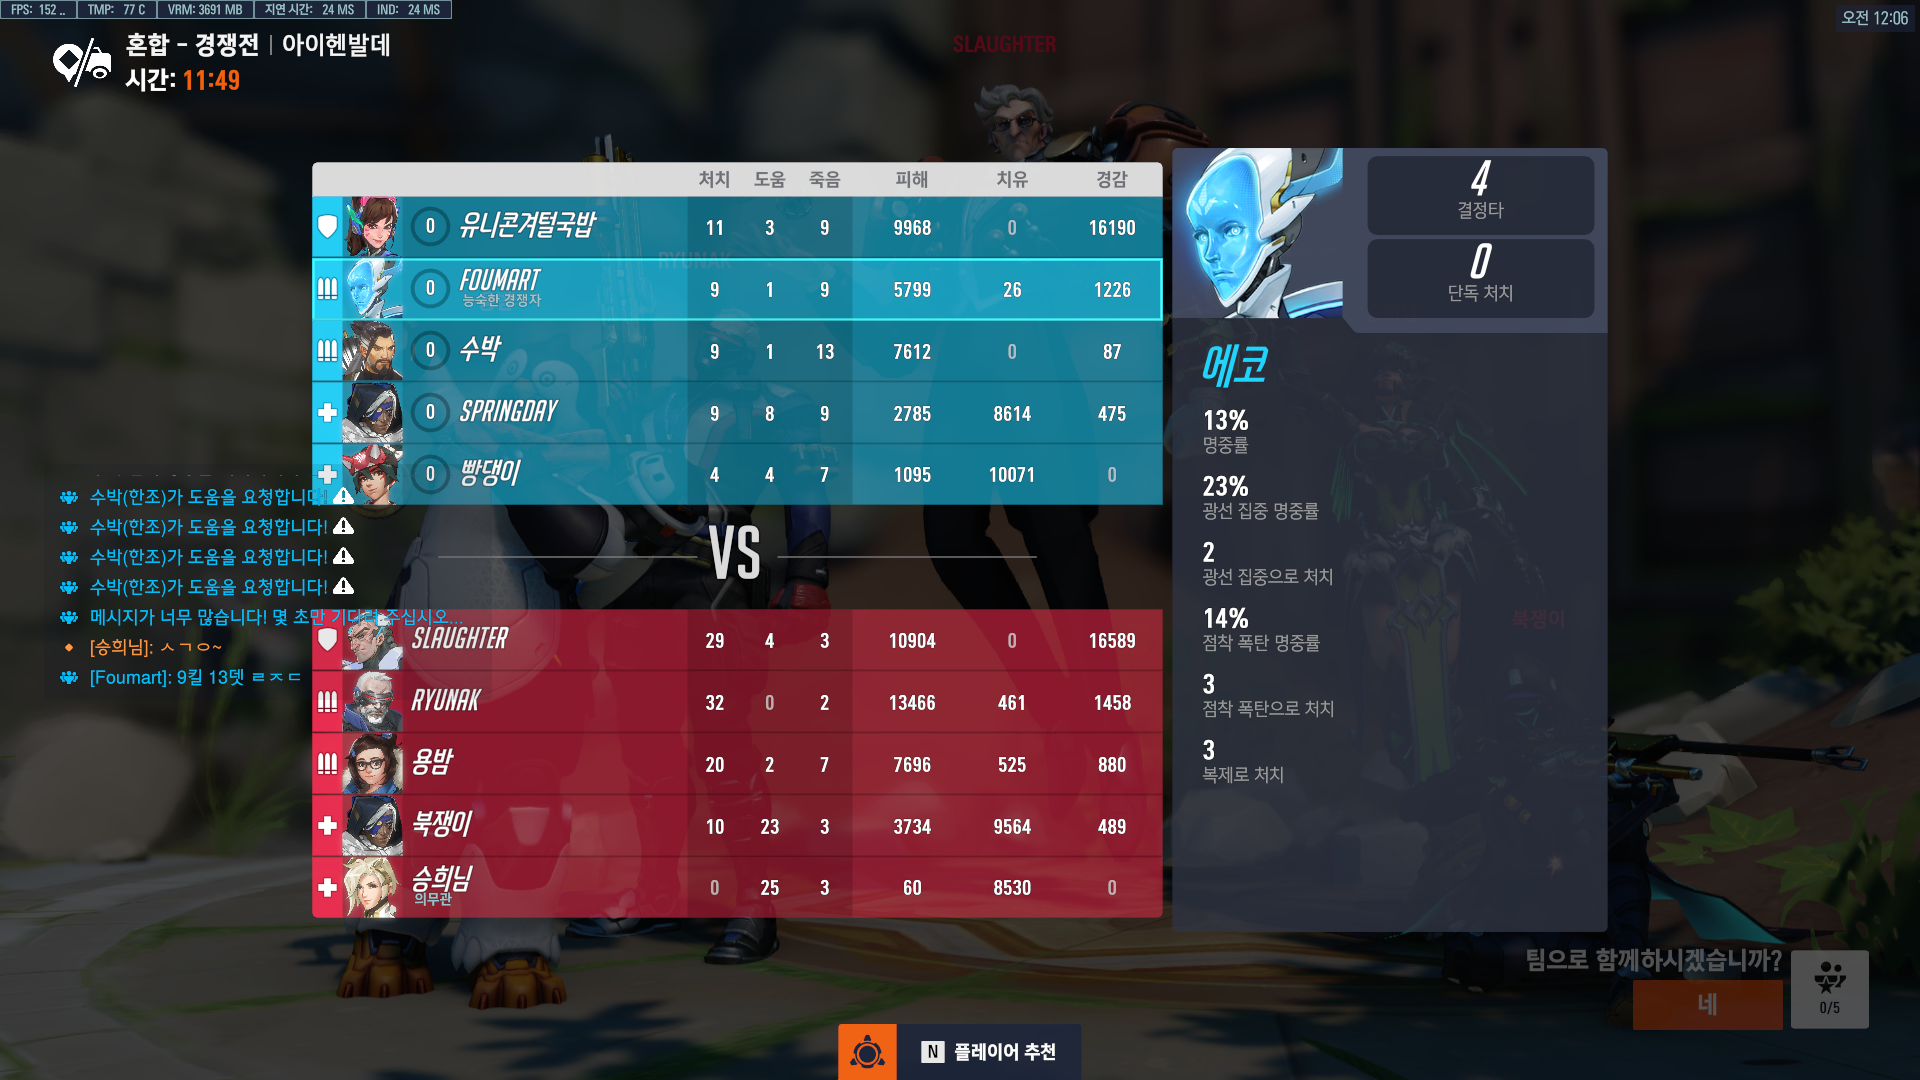 FPS: 152 .. TMP: 77 C VRM: 3691 MB 지연 시간: 24 MS IND: 24 MS
오전 12:06
혼합 - 경쟁전 | 아이헨발데
시간: 11:49
SLAUGHTER
처치 도움 죽음 피해 치유 경감
0 유니콘겨털국밥 11 3 9 9968 0 16190
RYUNAK
0 FOUMART 9 1 9 5799 26 1226
능숙한 경쟁자
0 수박 9 1 13 7612 0 87
0 SPRINGDAY 9 8 9 2785 8614 475
0 빵댕이 4 4 7 1095 10071 0
VS
SLAUGHTER 29 4 3 10904 0 16589
RYUNAK 32 0 2 13466 461 1458
용밤 20 2 7 7696 525 880
북쟁이 10 23 3 3734 9564 489
승희님 0 25 3 60 8530 0
의무관
수박(한조)가 도움을 요청합니다!
수박(한조)가 도움을 요청합니다!
수박(한조)가 도움을 요청합니다!
수박(한조)가 도움을 요청합니다!
메시지가 너무 많습니다! 몇 초만 기다려 주십시오...
[승희님]: ㅅㄱㅇ~
[Foumart]: 9킬 13뎃 ㄹㅈㄷ
4
결정타
0
단독 처치
에코
13%
명중률
23%
광선 집중 명중률
2
광선 집중으로 처치
14%
점착 폭탄 명중률
3
점착 폭탄으로 처치
3
복제로 처치
북쟁이
팀으로 함께하시겠습니까?
네
0/5
N 플레이어 추천